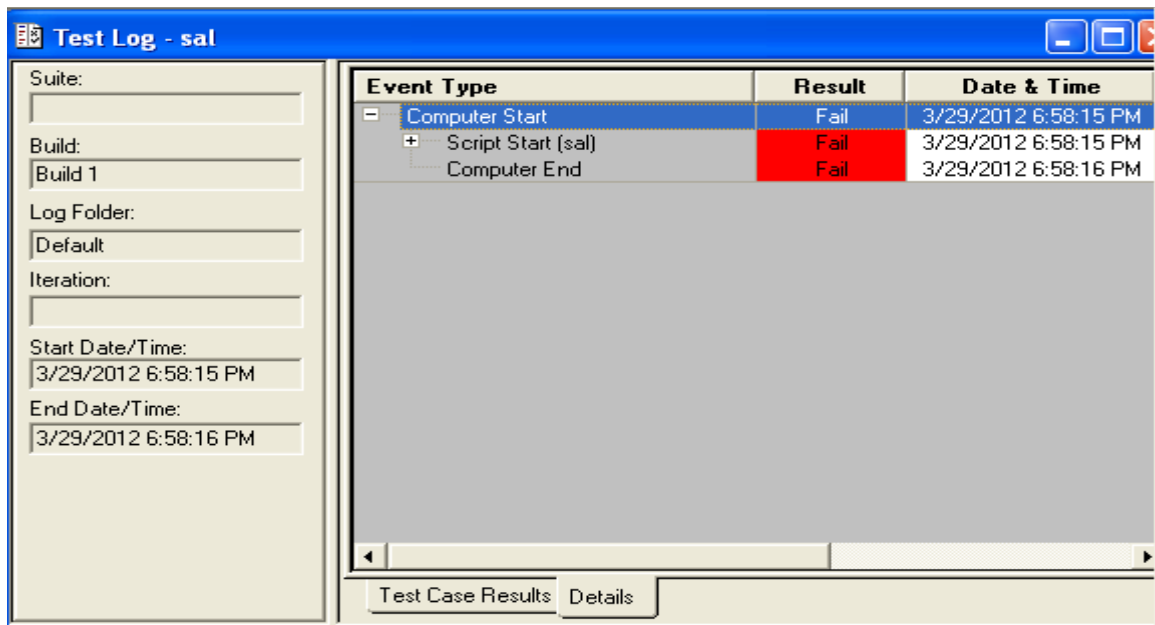 Test Log - sal
Suite:
Build:
Build 1
Log Folder:
Default
Iteration:
Start Date/Time:
3/29/2012 6:58:15 PM
End Date/Time:
3/29/2012 6:58:16 PM
Event Type Result Date & Time
Computer Start Fail 3/29/2012 6:58:15 PM
Script Start (sal) Fail 3/29/2012 6:58:15 PM
Computer End Fail 3/29/2012 6:58:16 PM
Test Case Results Details